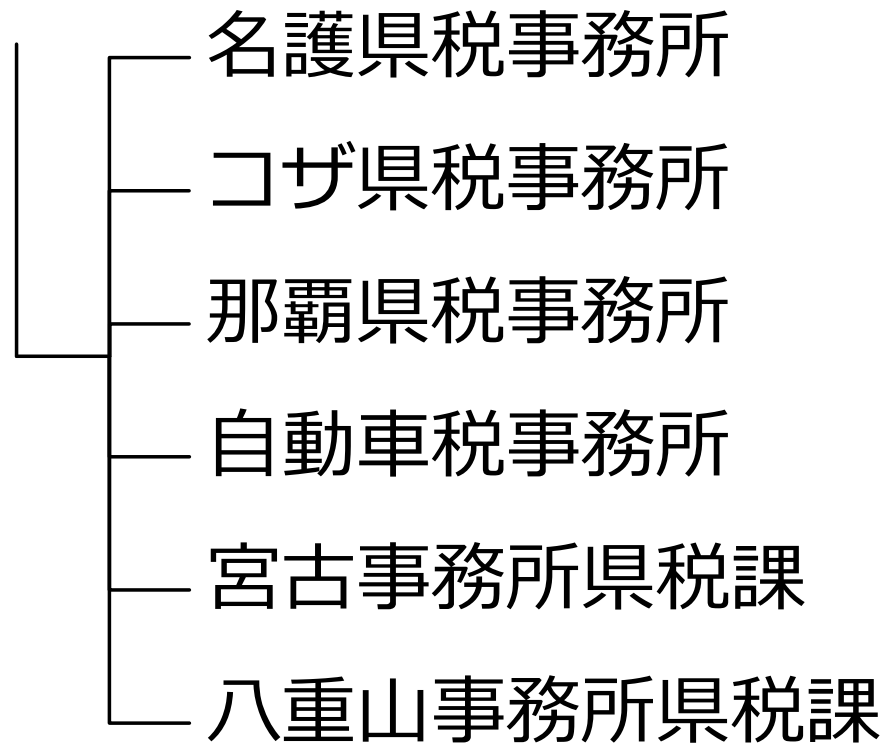 名護県税事務所
コザ県税事務所
那覇県税事務所
自動車税事務所
宮古事務所県税課
八重山事務所県税課